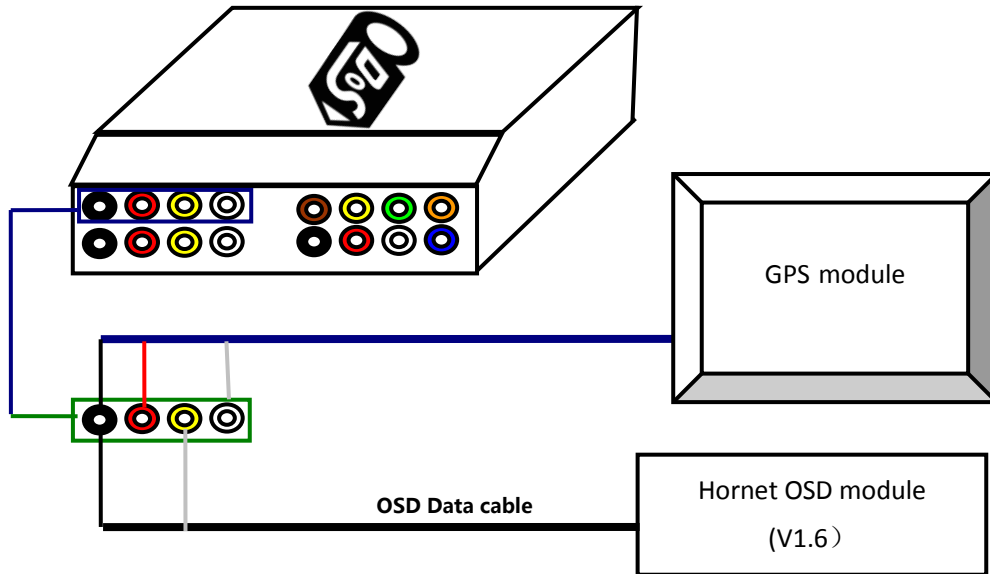 GPS module
OSD Data cable
Hornet OSD module
(V1.6）